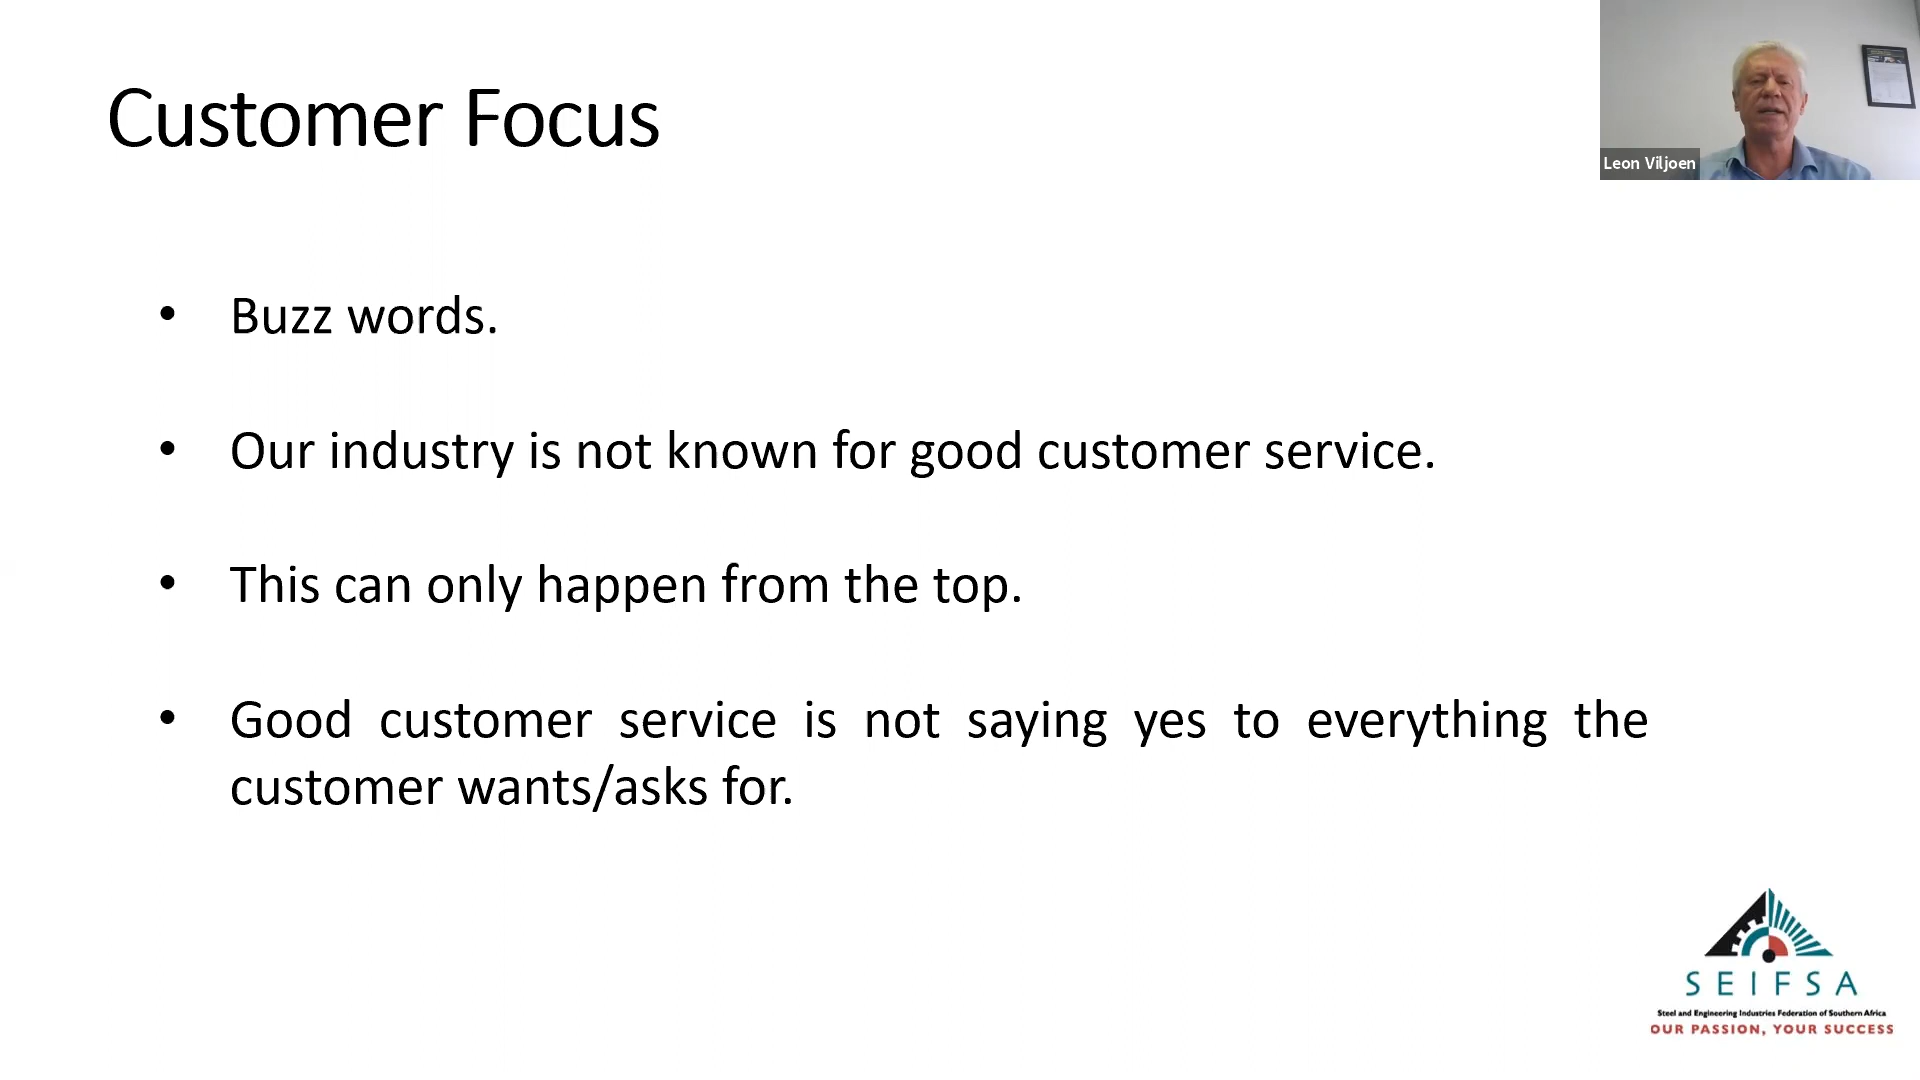 Customer Focus
Leon Viljoen
• Buzz words.
• Our industry is not known for good customer service.
• This can only happen from the top.
• Good customer service is not saying yes to everything the
customer wants/asks for.
SEIFSA
Steel and Engineering Industries Federation of Southern Africa
OUR PASSION, YOUR SUCCESS